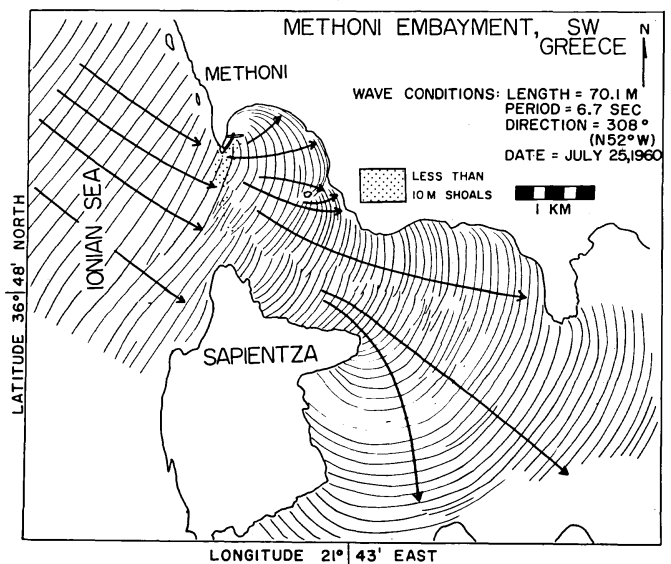 METHONI EMBAYMENT, SW
GREECE
N
METHONI
WAVE CONDITIONS: LENGTH = 70.1 M
PERIOD = 6.7 SEC
DIRECTION = 308°
(N52°W)
DATE = JULY 25,1960
LESS THAN
10 M SHOALS
1 KM
IONIAN SEA
LATITUDE 36° 48' NORTH
SAPIENTZA
LONGITUDE 21° 43' EAST